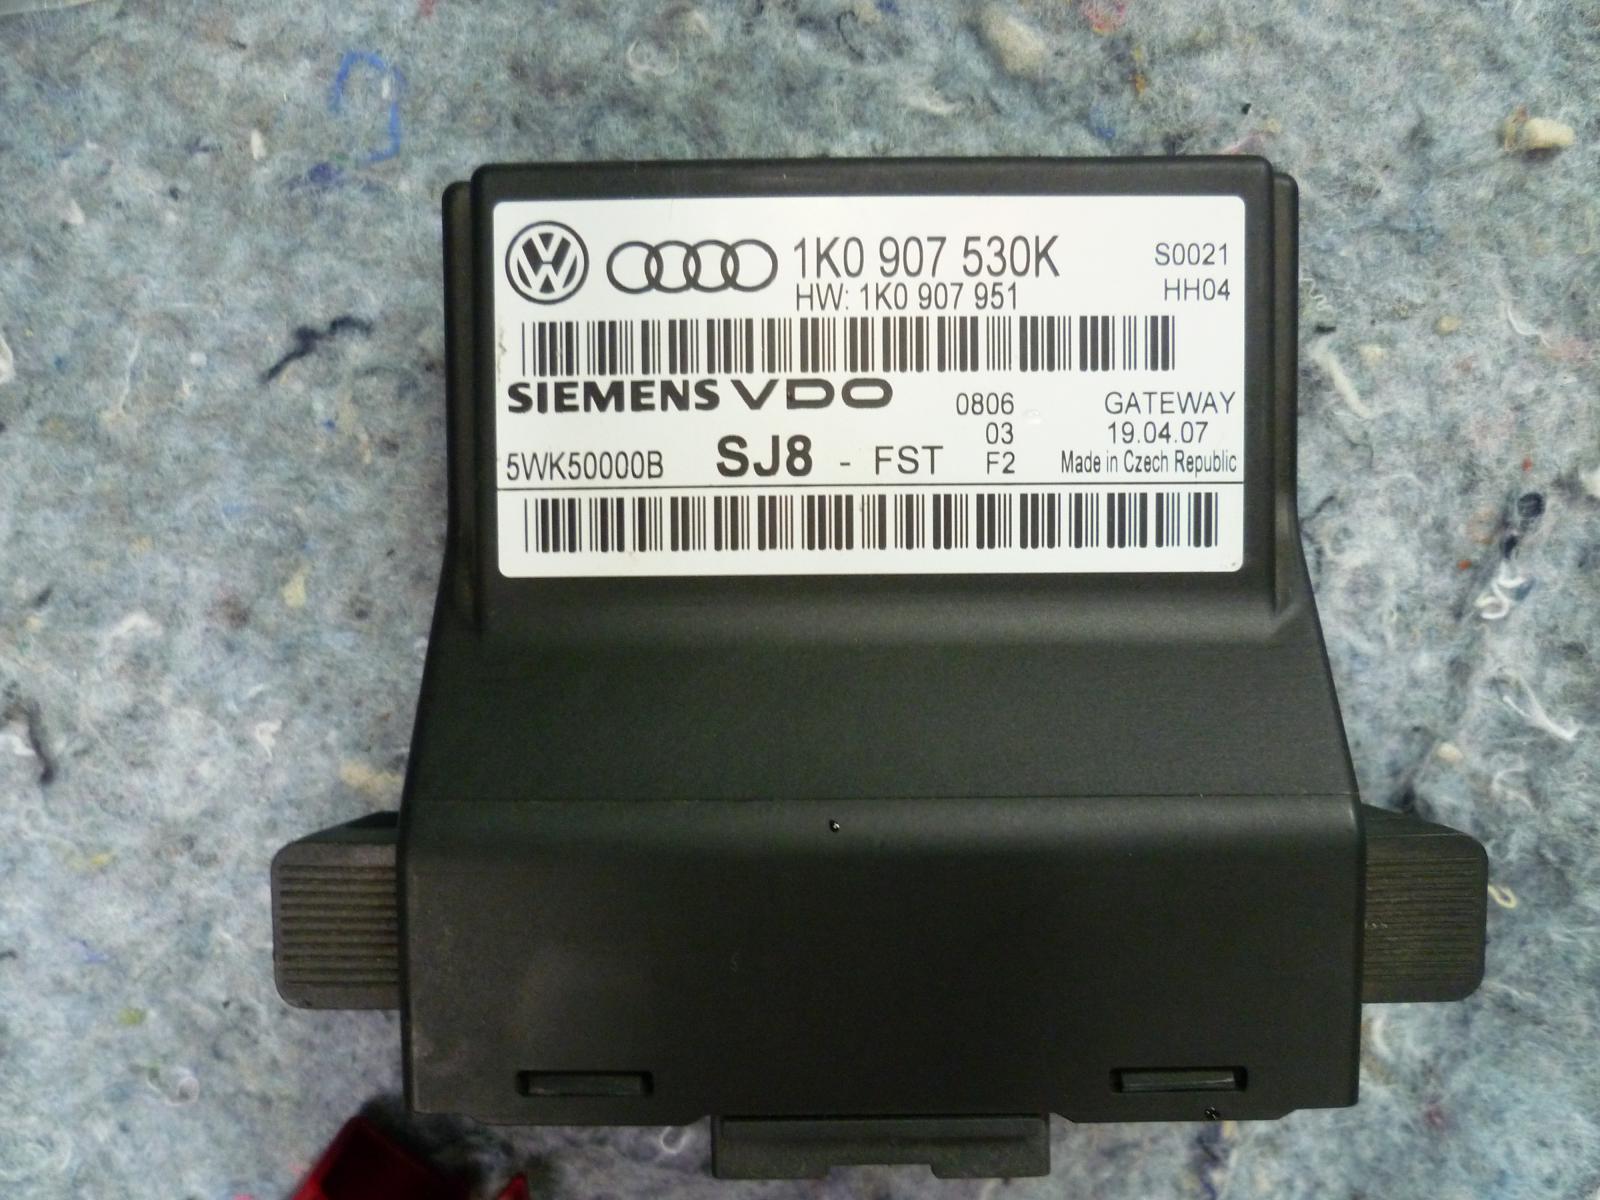 1K0 907 530K S0021
HW: 1K0 907 951 HH04
SIEMENS VDO 0806 GATEWAY
03 19.04.07
5WK50000B SJ8 - FST F2 Made in Czech Republic